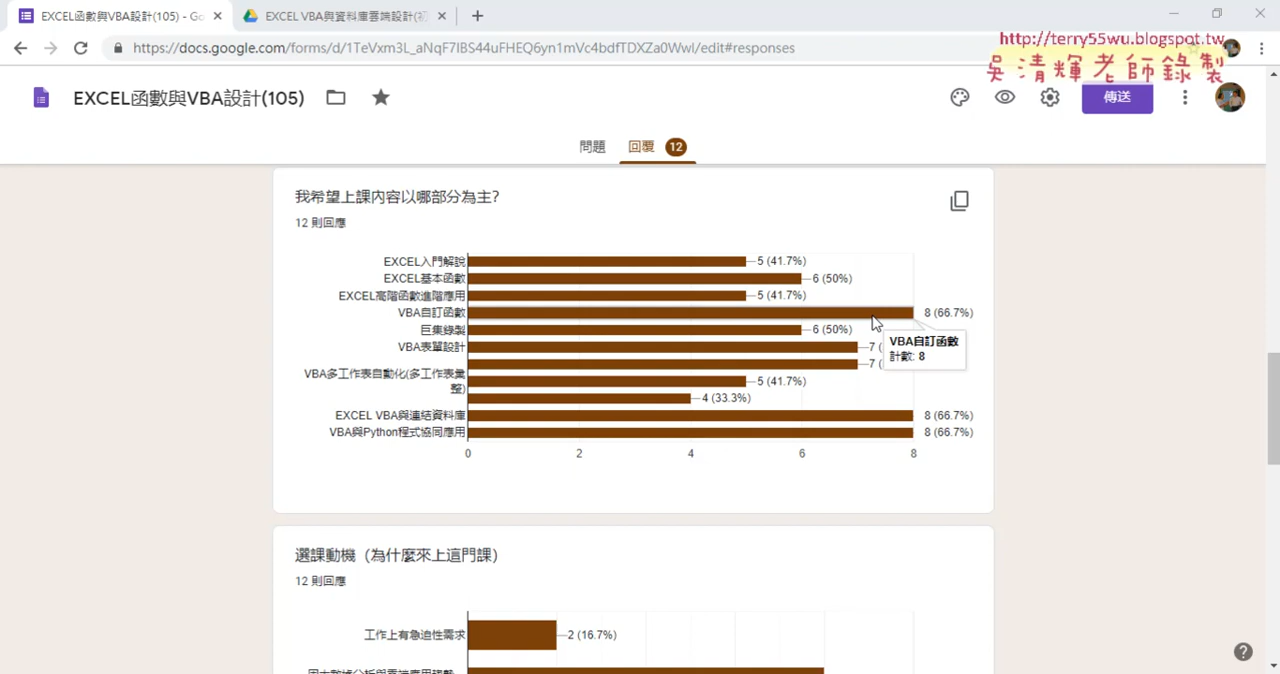 EXCEL函數與VBA設計(105) - Go
EXCEL VBA與資料庫雲端設計(初
https://docs.google.com/forms/d/1TeVxm3L_aNqF7IBS44uFHEQ6yn1mVc4bdfTDXZa0WwI/edit#responses
http://terry55wu.blogspot.tw
吳清輝老師錄製
EXCEL函數與VBA設計(105)
傳送
問題
回覆 12
我希望上課內容以哪部分為主?
12 則回應
EXCEL入門解說 5 (41.7%)
EXCEL基本函數 6 (50%)
EXCEL高階函數進階應用 5 (41.7%)
VBA自訂函數 8 (66.7%)
巨集錄製 6 (50%)
VBA自訂函數
計數: 8
VBA表單設計 7 (
7 (
VBA多工作表自動化(多工作表彙
整) 5 (41.7%)
4 (33.3%)
EXCEL VBA與連結資料庫 8 (66.7%)
VBA與Python程式協同應用 8 (66.7%)
0 2 4 6 8
選課動機（為什麼來上這門課）
12 則回應
工作上有急迫性需求 2 (16.7%)